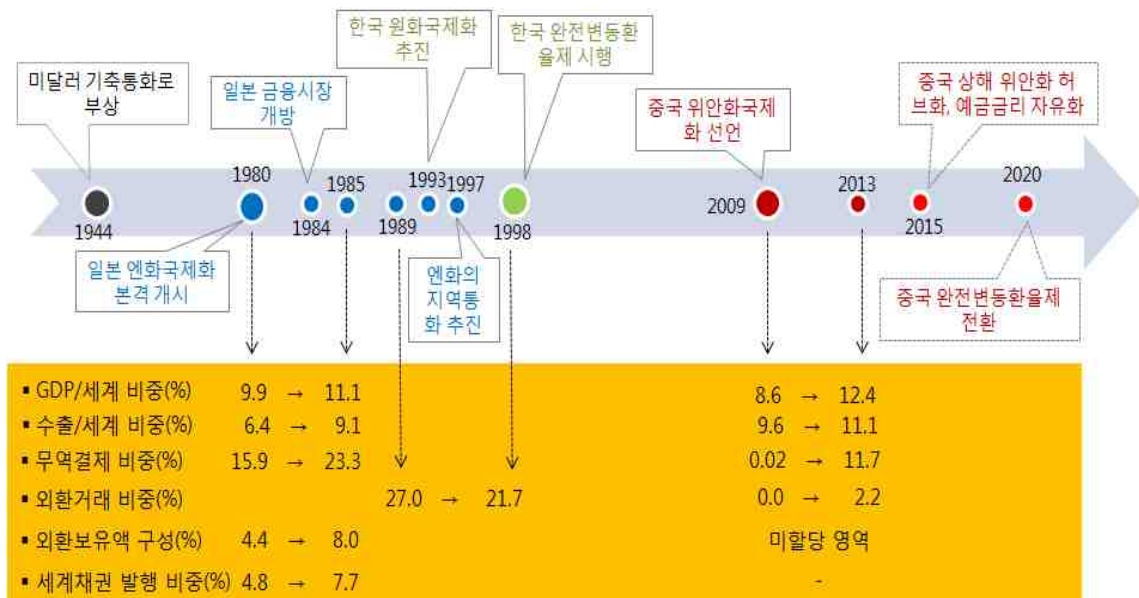 한국 원화국제화
추진
한국 완전변동환
율제 시행
미달러 기축통화로
부상
일본 금융시장
개방
중국 위안화국제
화 선언
중국 상해 위안화 허
브화, 예금금리 자유화
1980
1985
1993
1997
2013
2020
1944
1984
1989
1998
2009
2015
일본 엔화국제화
본격 개시
엔화의
지역통
화 추진
중국 완전변동환율제
전환
▪ GDP/세계 비중(%) 9.9 → 11.1 8.6 → 12.4
▪ 수출/세계 비중(%) 6.4 → 9.1 9.6 → 11.1
▪ 무역결제 비중(%) 15.9 → 23.3 0.02 → 11.7
▪ 외환거래 비중(%) 27.0 → 21.7 0.0 → 2.2
▪ 외환보유액 구성(%) 4.4 → 8.0 미할당 영역
▪ 세계채권 발행 비중(%) 4.8 → 7.7 -